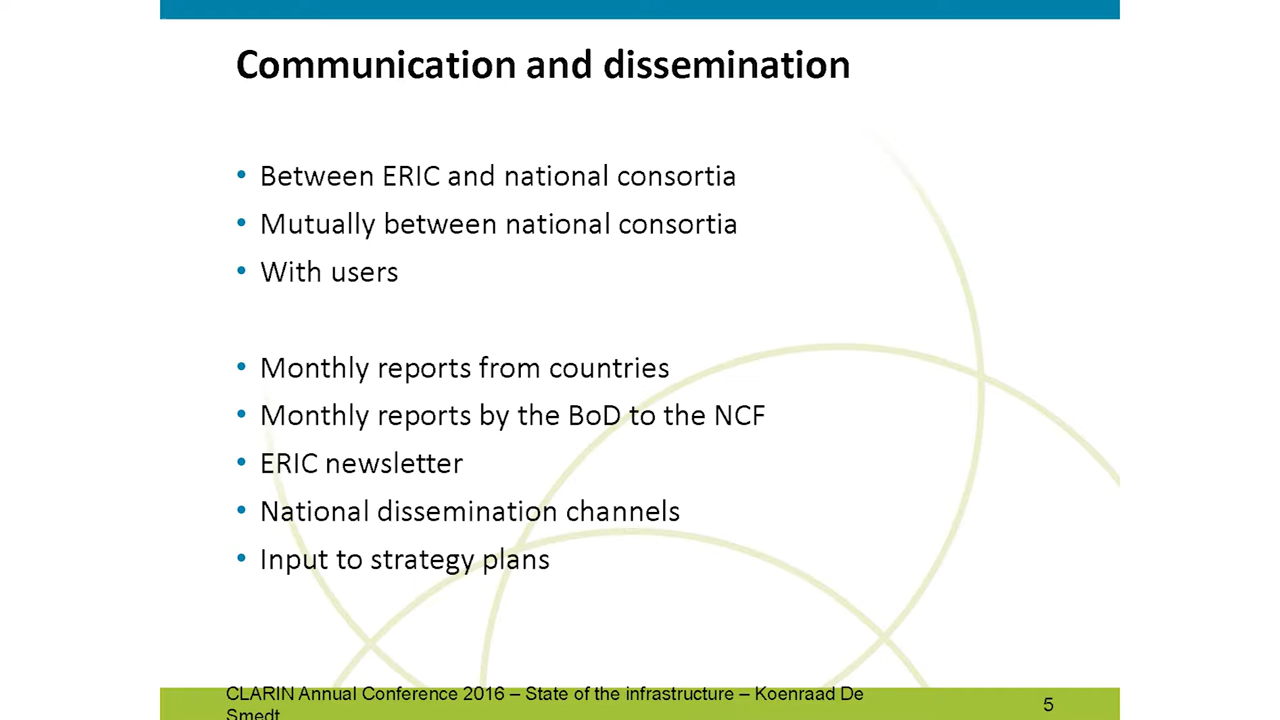 Communication and dissemination
• Between ERIC and national consortia
• Mutually between national consortia
• With users
• Monthly reports from countries
• Monthly reports by the BoD to the NCF
• ERIC newsletter
• National dissemination channels
• Input to strategy plans
CLARIN Annual Conference 2016 – State of the infrastructure – Koenraad De
Smedt
5